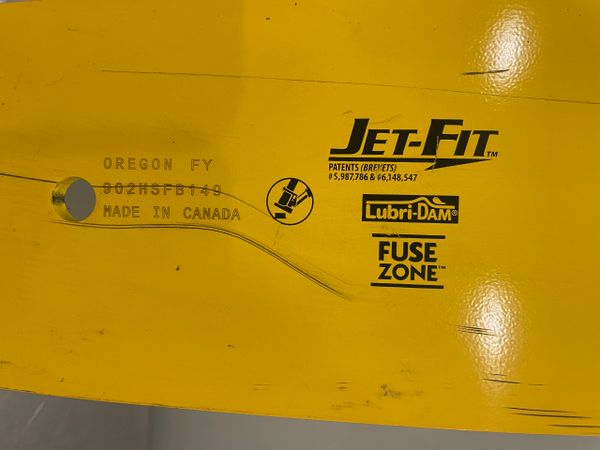 OREGON FY
902HSFB149
MADE IN CANADA
JET-FIT™
PATENTS (BREVETS)
#5,987,786 & #6,148,547
Lubri-Dam®
FUSE
ZONE™